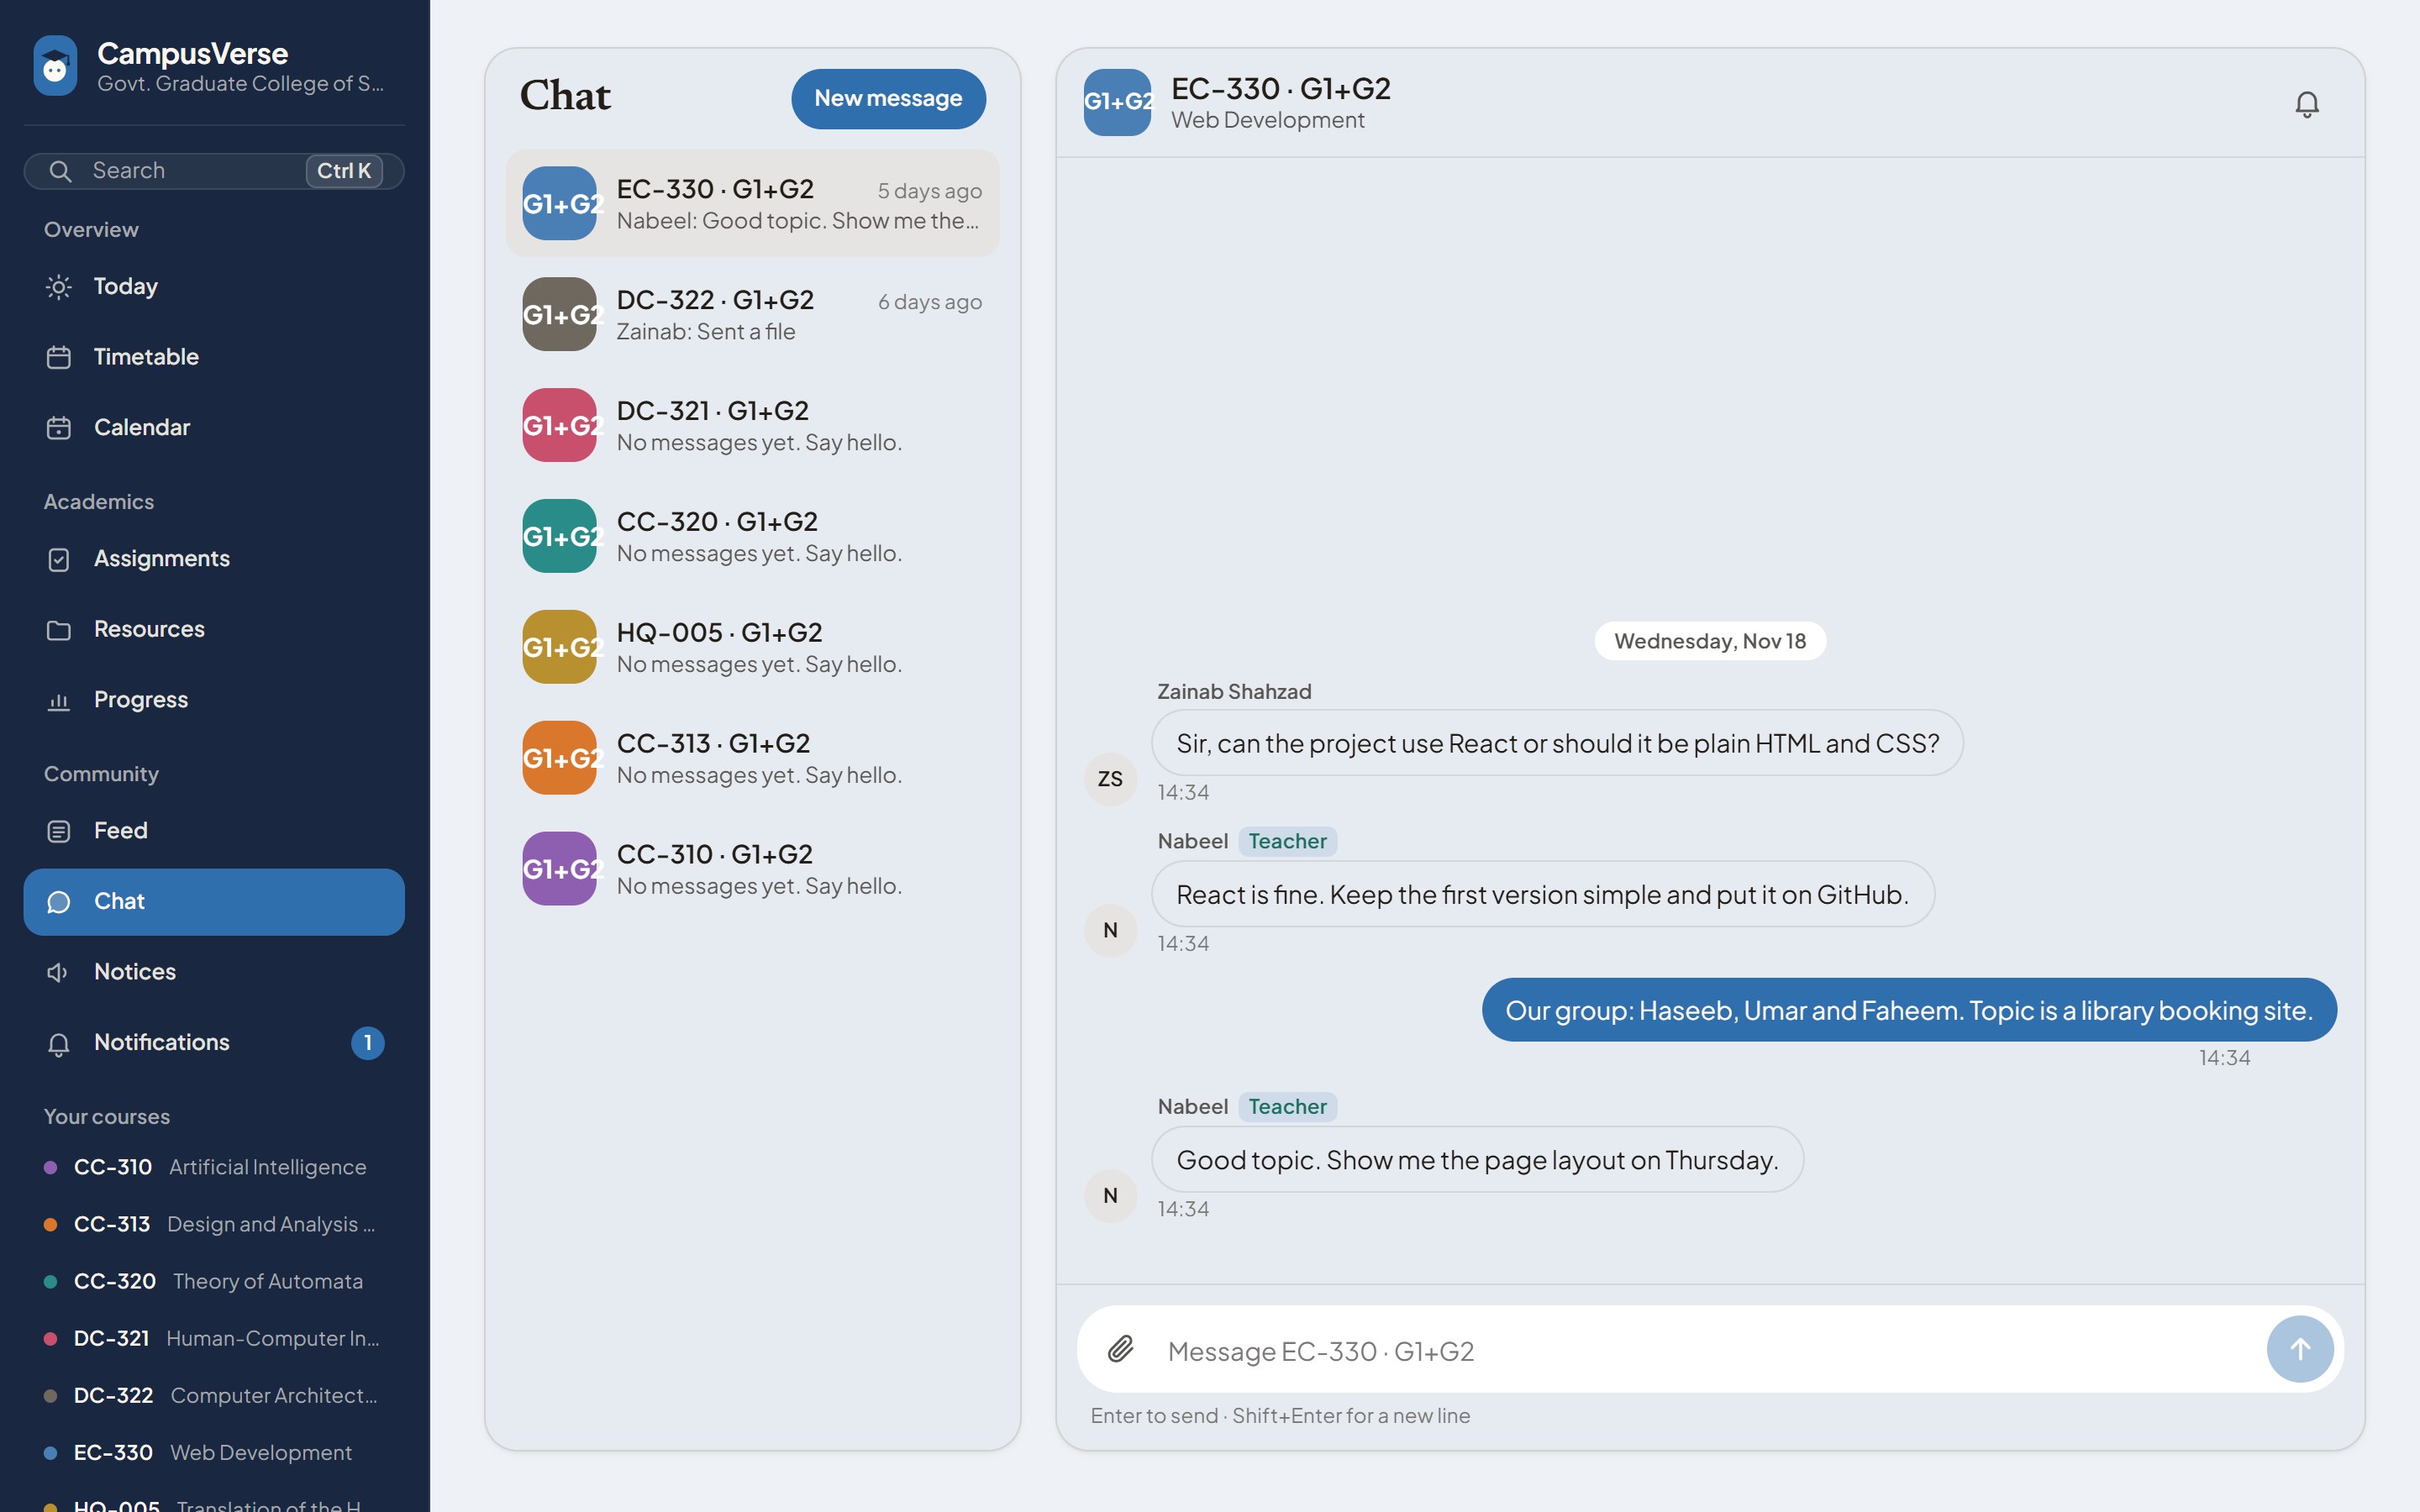 CampusVerse
Govt. Graduate College of S...
Search
Ctrl K
Overview
Today
Timetable
Calendar
Academics
Assignments
Resources
Progress
Community
Feed
Chat
Notices
Notifications
1
Your courses
CC-310 Artificial Intelligence
CC-313 Design and Analysis ...
CC-320 Theory of Automata
DC-321 Human-Computer In...
DC-322 Computer Architect...
EC-330 Web Development
HQ-005 Translation of the H
Chat
New message
G1+G2
EC-330 · G1+G2
5 days ago
Nabeel: Good topic. Show me the...
G1+G2
DC-322 · G1+G2
6 days ago
Zainab: Sent a file
G1+G2
DC-321 · G1+G2
No messages yet. Say hello.
G1+G2
CC-320 · G1+G2
No messages yet. Say hello.
G1+G2
HQ-005 · G1+G2
No messages yet. Say hello.
G1+G2
CC-313 · G1+G2
No messages yet. Say hello.
G1+G2
CC-310 · G1+G2
No messages yet. Say hello.
G1+G2
EC-330 · G1+G2
Web Development
Wednesday, Nov 18
Zainab Shahzad
Sir, can the project use React or should it be plain HTML and CSS?
ZS
14:34
Nabeel Teacher
React is fine. Keep the first version simple and put it on GitHub.
N
14:34
Our group: Haseeb, Umar and Faheem. Topic is a library booking site.
14:34
Nabeel Teacher
Good topic. Show me the page layout on Thursday.
N
14:34
Message EC-330 · G1+G2
Enter to send · Shift+Enter for a new line